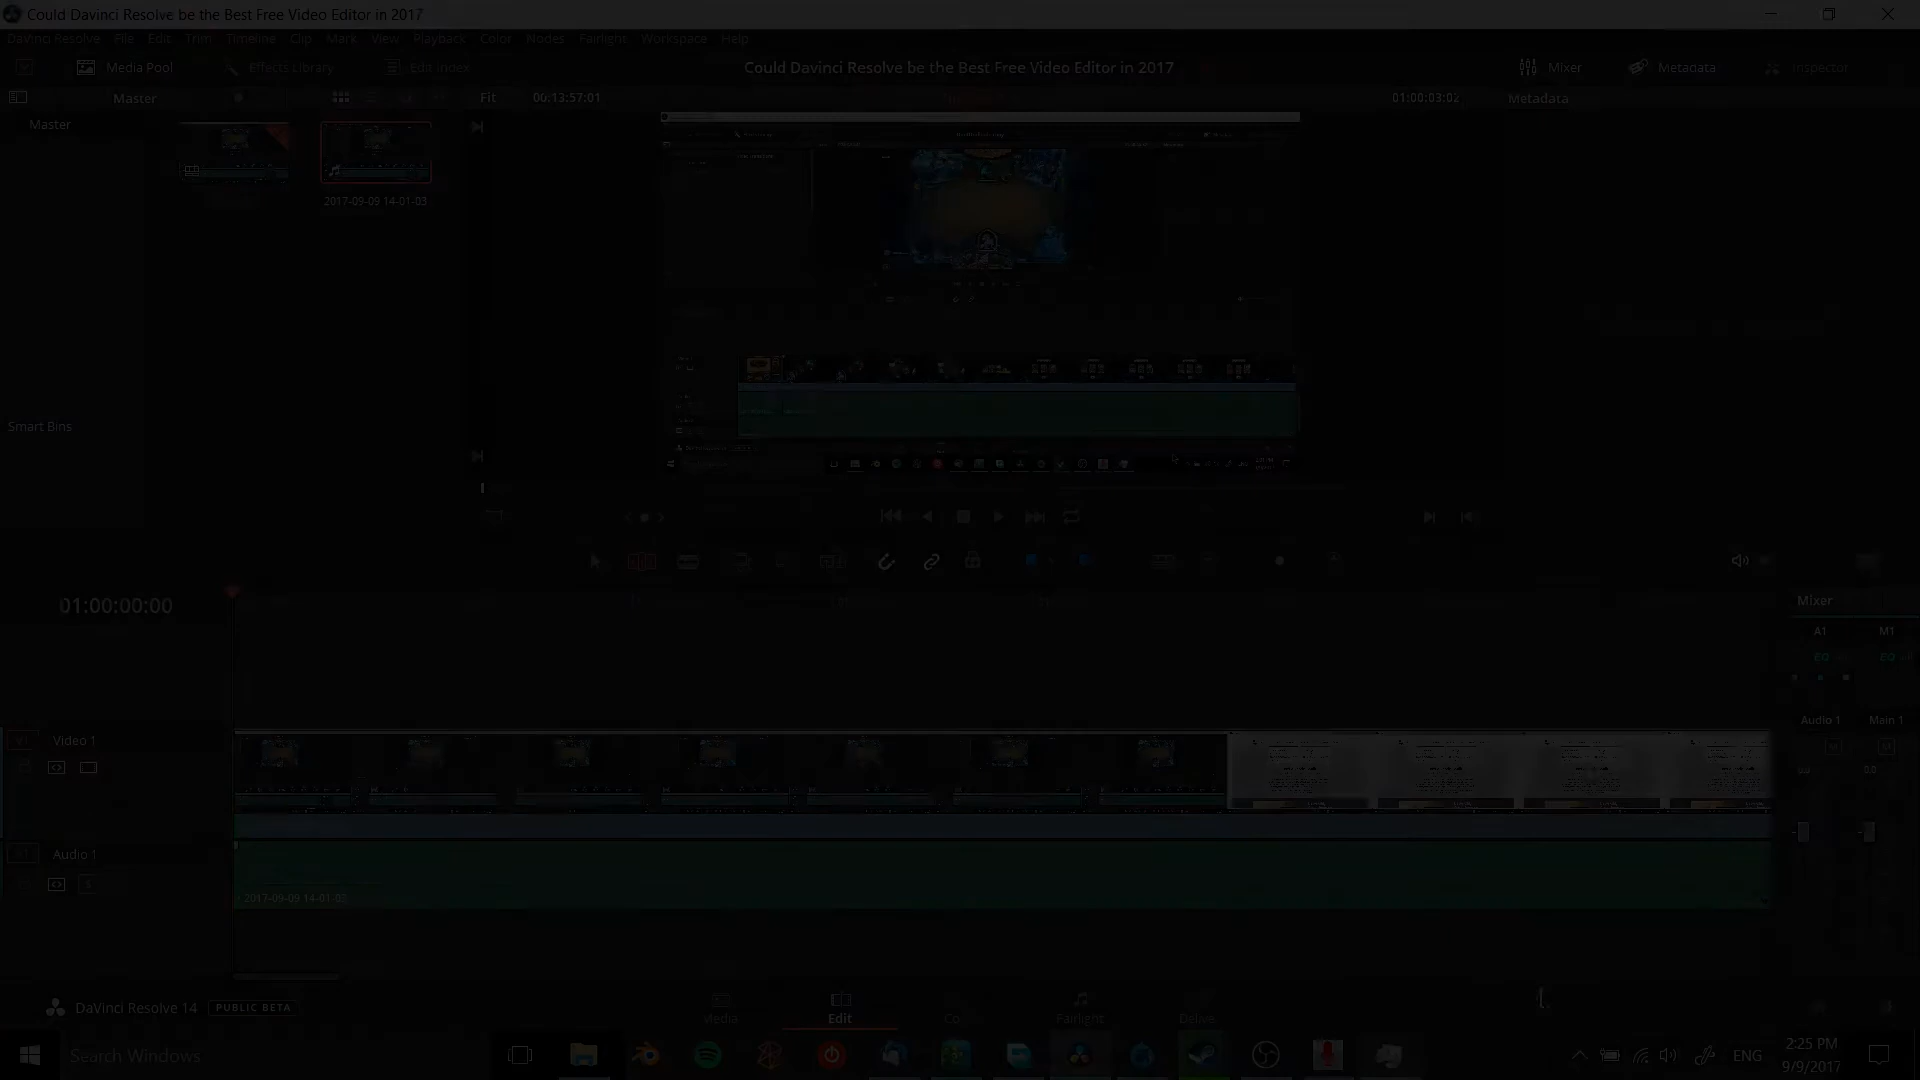 Could Davinci Resolve be the Best Free Video Editor in 2017
DaVinci Resolve File Edit Trim Timeline Clip Mark View Playback Color Nodes Fairlight Workspace Help
Media Pool Effects Library Edit Index Could Davinci Resolve be the Best Free Video Editor in 2017 Mixer Metadata Inspector
Master Fit 00:13:57:01 01:00:03:02 Metadata
Master
2017-09-09 14-01-03
Smart Bins
01:00:00:00
Mixer
A1 M1
EQ EQ
Audio 1 Main 1
Video 1
M M
0.0
Audio 1
S
2017-09-09 14-01-03
DaVinci Resolve 14 PUBLIC BETA
Media Edit Fairlight
Search Windows
ENG
2:25 PM
9/9/2017